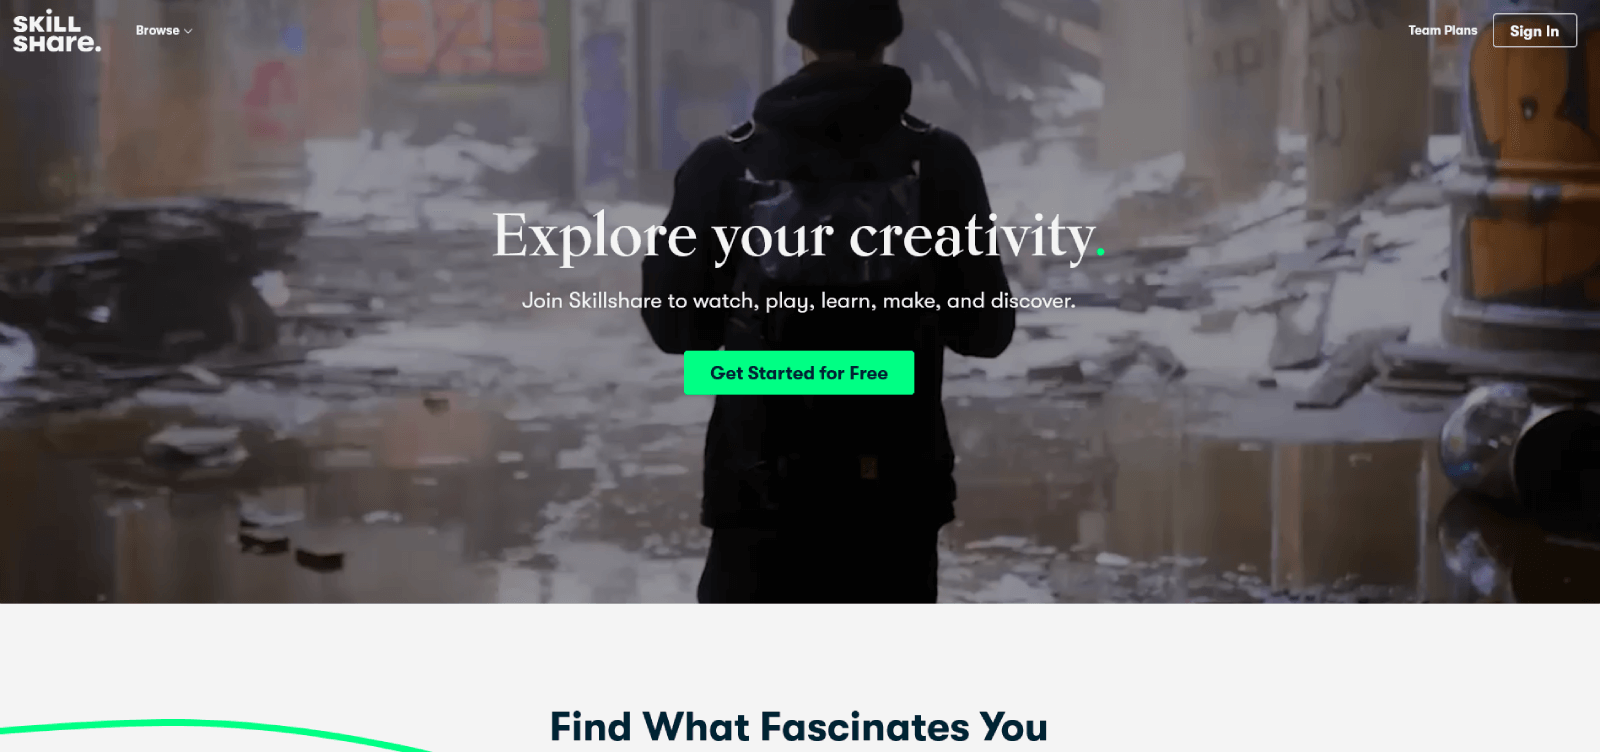 SKiLL
SHare.
Browse
Team Plans
Sign In
Explore your creativity.
Join Skillshare to watch, play, learn, make, and discover.
Get Started for Free
Find What Fascinates You